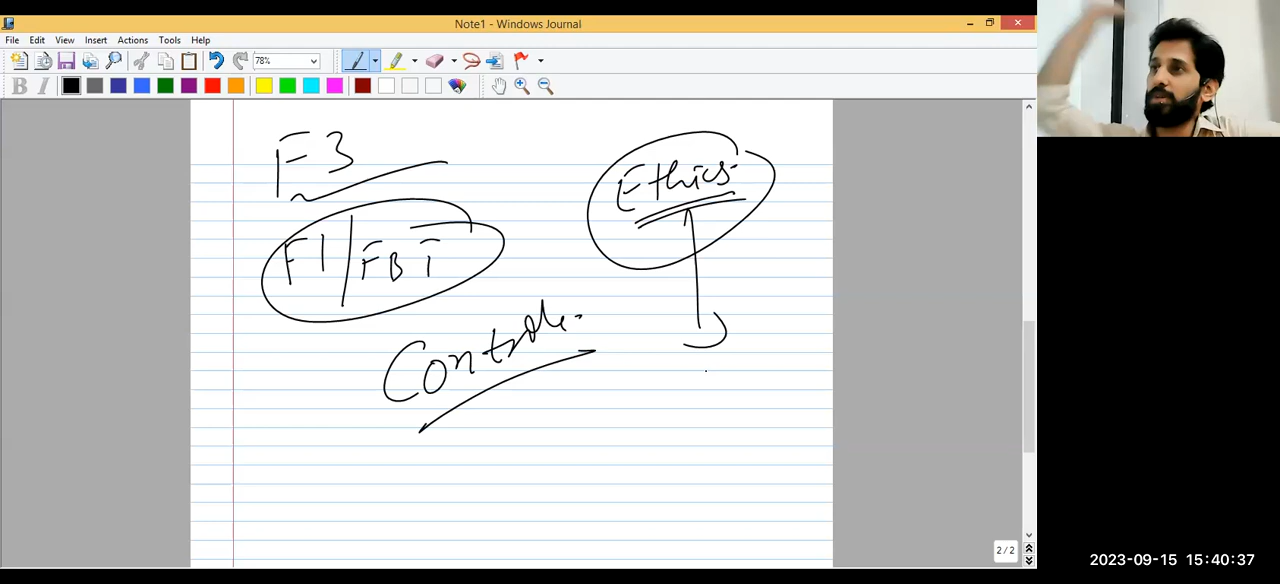 Note1 - Windows Journal
File Edit View Insert Actions Tools Help
78%
B I
F3
Ethics
F1 / FBT
Controls
2 / 2
2023-09-15 15:40:37